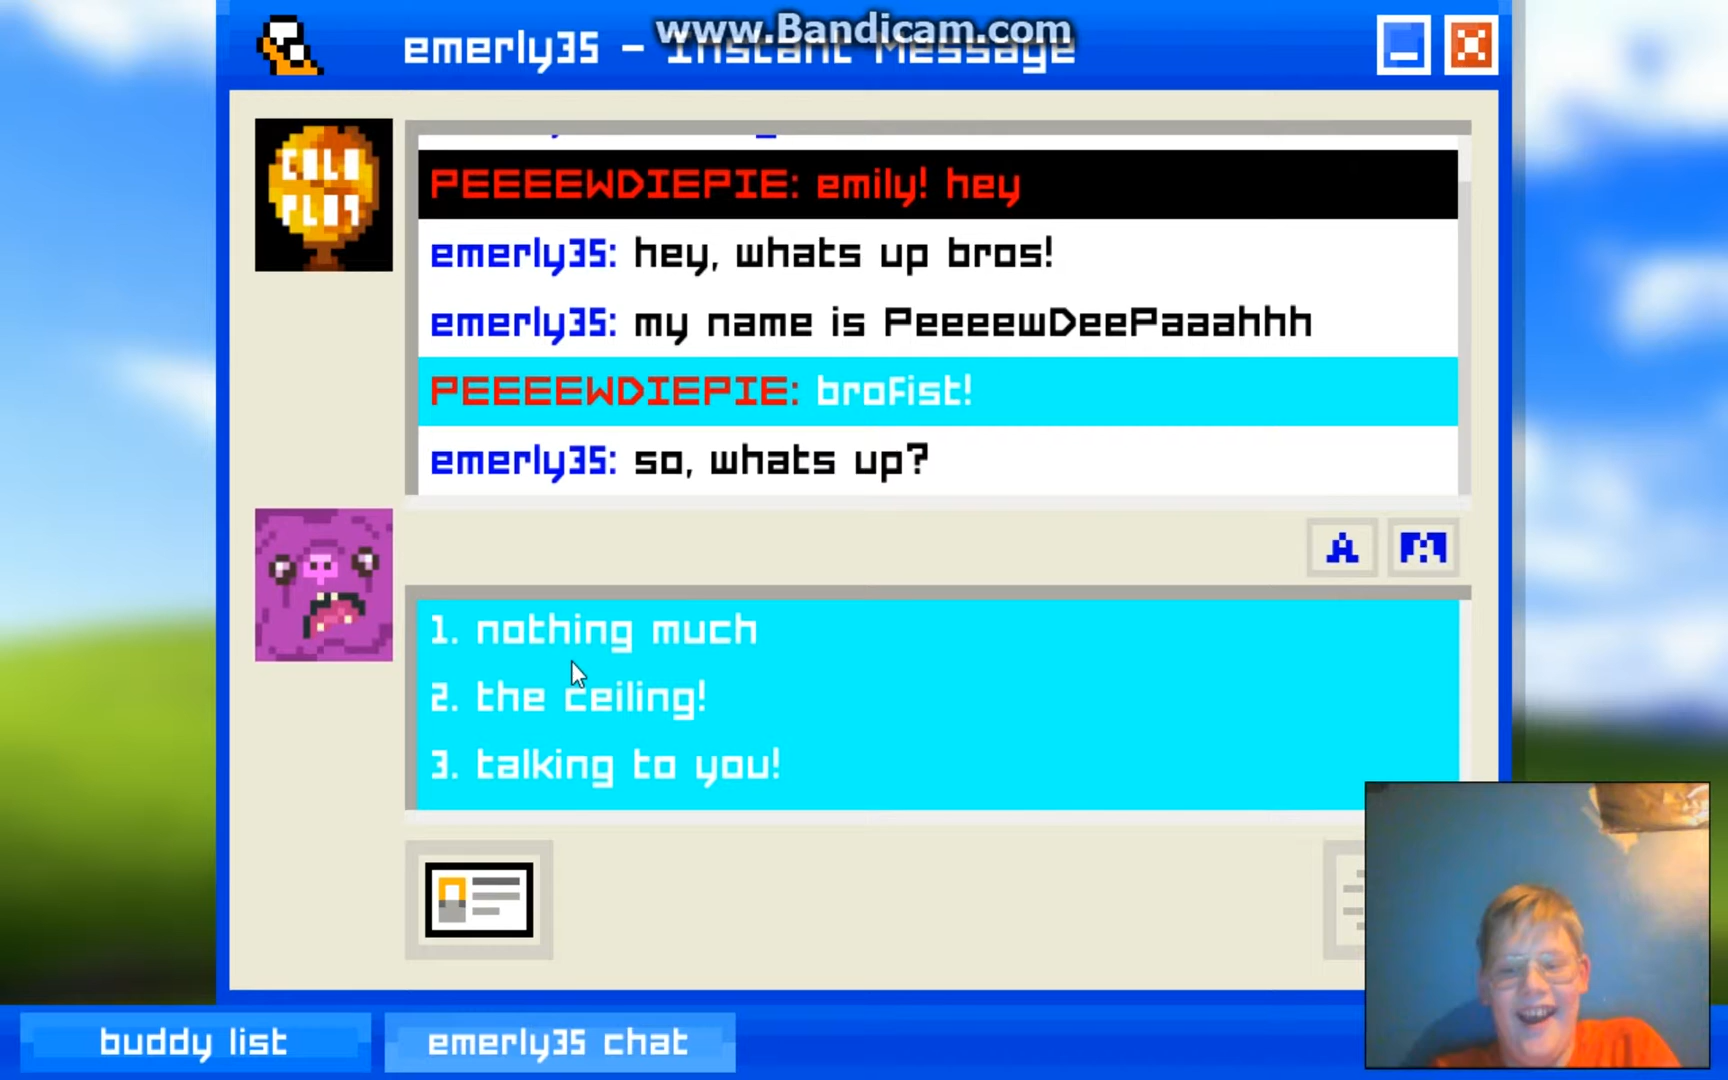 www.Bandicam.com
emerly35 - Instant Message
COLD
PLAY
PEEEEWDIEPIE: emily! hey
emerly35: hey, whats up bros!
emerly35: my name is PeeeewDeePaaahhh
PEEEEWDIEPIE: brofist!
emerly35: so, whats up?
A
1. nothing much
2. the ceiling!
3. talking to you!
buddy list
emerly35 chat